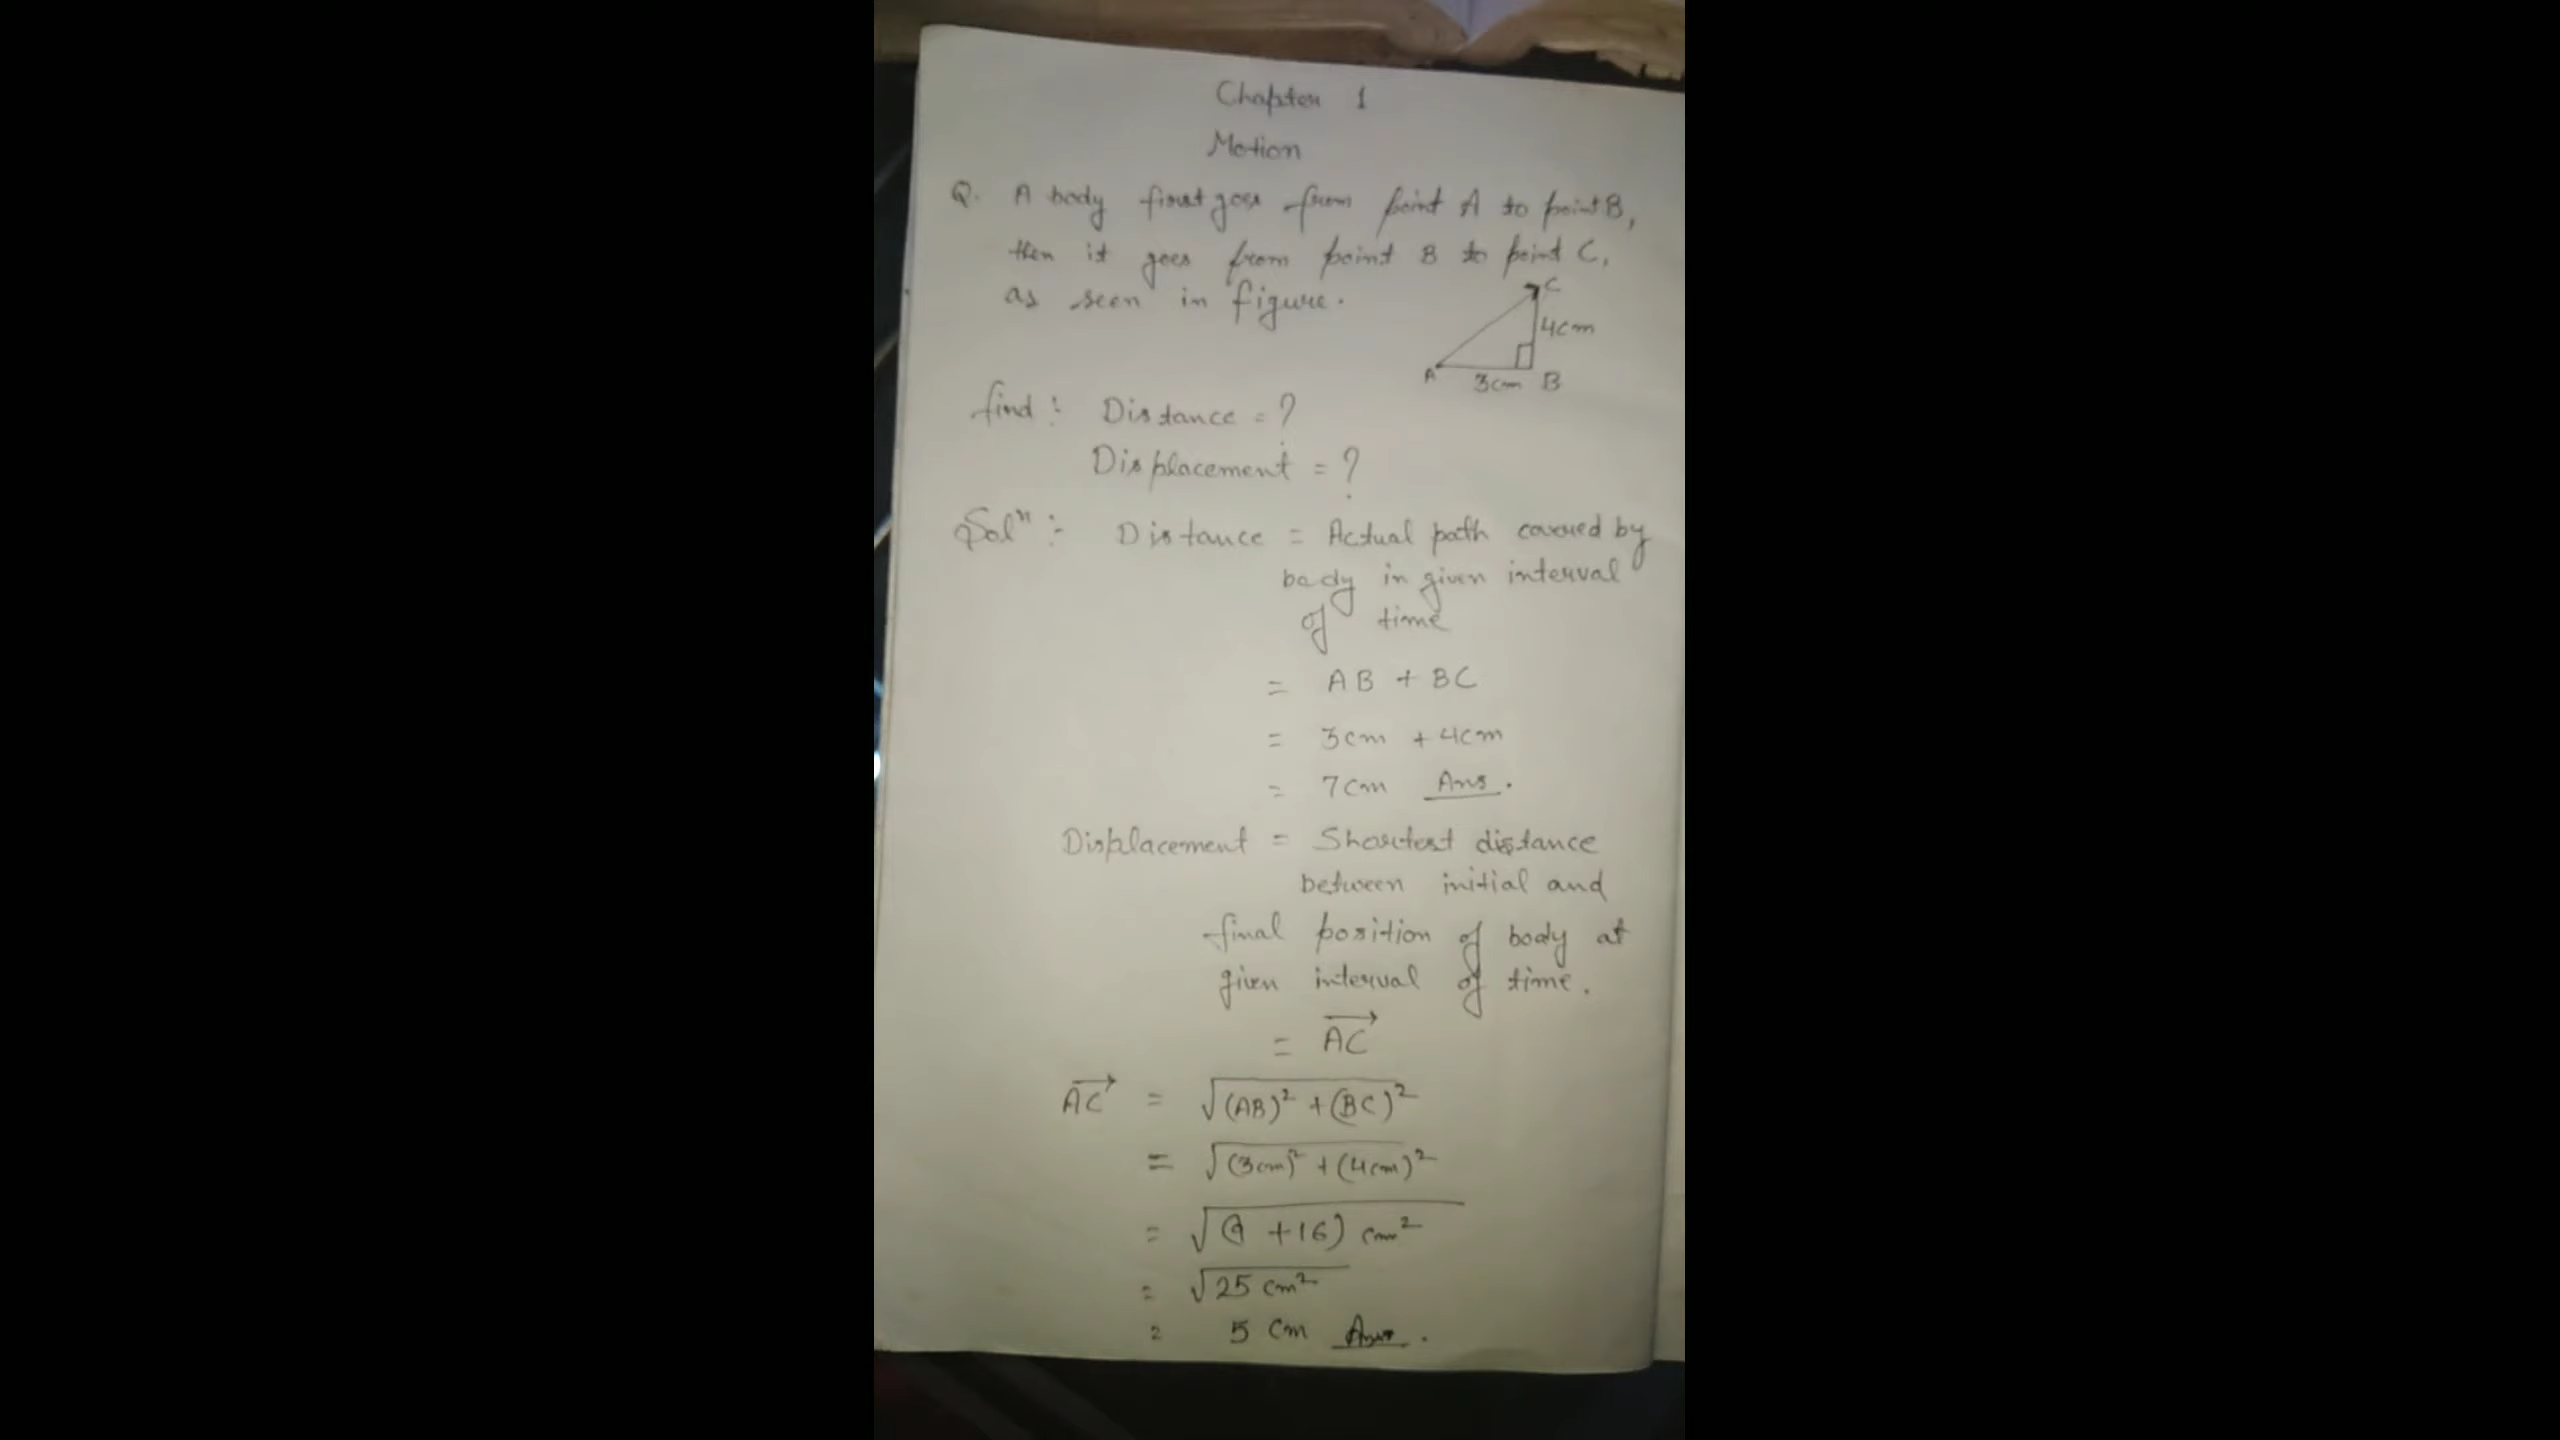 Chapter 1
Motion
Q. A body first goes from point A to point B,
then it goes from point B to point C,
as seen in figure.
C
4cm
A 3cm B
find: Distance = ?
Displacement = ?
Solⁿ :- Distance = Actual path covered by
body in given interval
of time
= AB + BC
= 3cm + 4cm
= 7cm Ans.
Displacement = Shortest distance
between initial and
final position of body at
given interval of time.
= \overrightarrow{AC}
\overrightarrow{AC} = √(AB)² + (BC)²
= √(3cm)² + (4cm)²
= √(9 + 16) cm²
= √25 cm²
= 5 cm Ans.